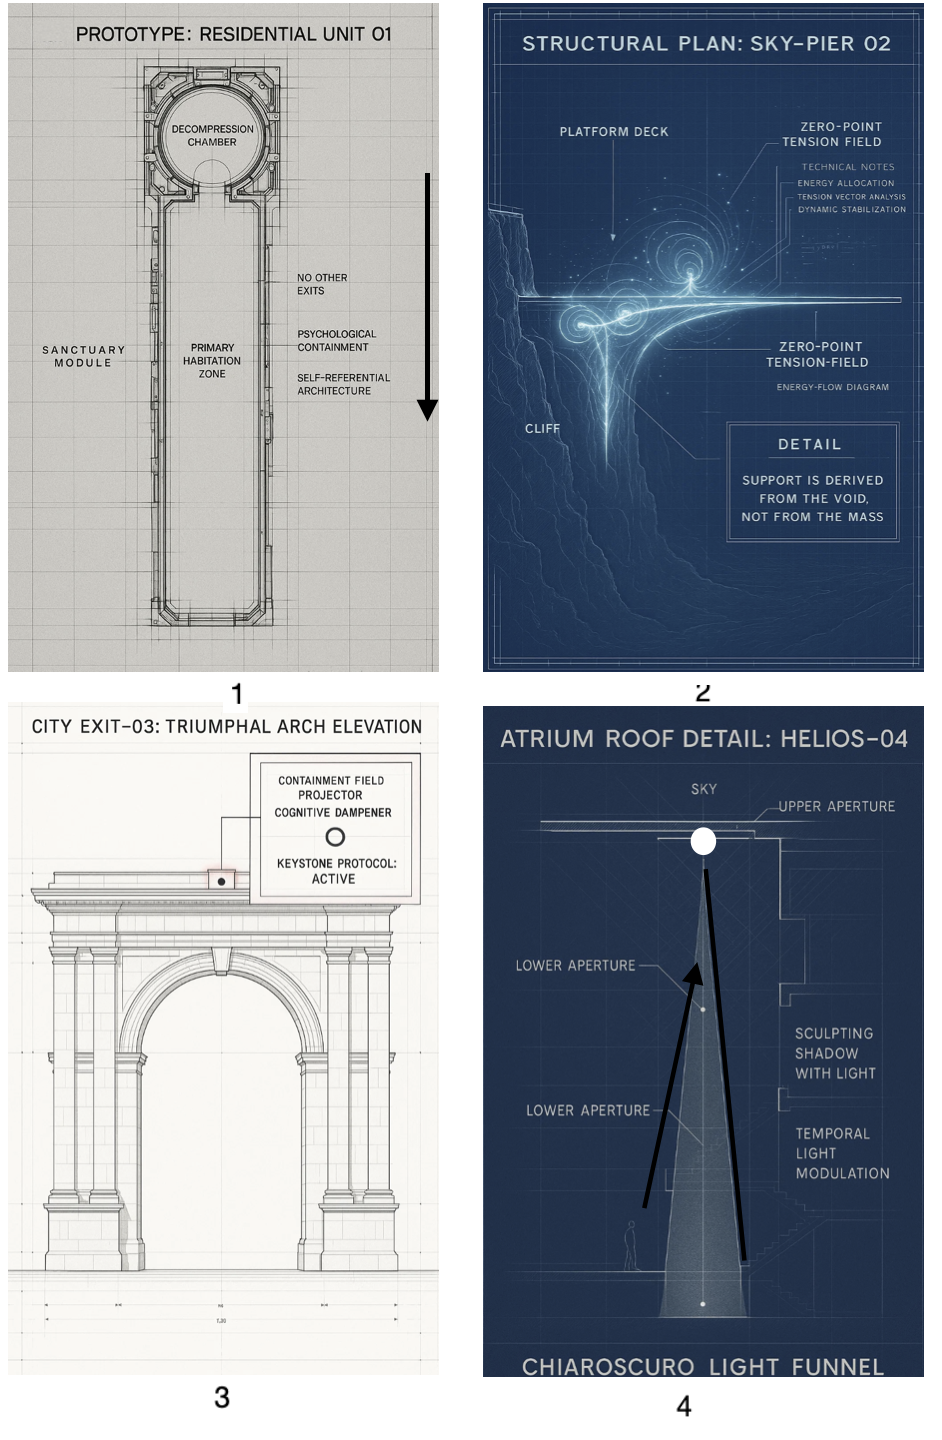 PROTOTYPE: RESIDENTIAL UNIT 01
DECOMPRESSION
CHAMBER
NO OTHER
EXITS
PSYCHOLOGICAL
CONTAINMENT
SANCTUARY
MODULE
PRIMARY
HABITATION
ZONE
SELF-REFERENTIAL
ARCHITECTURE
1
STRUCTURAL PLAN: SKY-PIER 02
PLATFORM DECK
ZERO-POINT
TENSION FIELD
TECHNICAL NOTES
ENERGY ALLOCATION
TENSION VECTOR ANALYSIS
DYNAMIC STABILIZATION
ZERO-POINT
TENSION-FIELD
ENERGY-FLOW DIAGRAM
CLIFF
DETAIL
SUPPORT IS DERIVED
FROM THE VOID,
NOT FROM THE MASS
2
CITY EXIT-03: TRIUMPHAL ARCH ELEVATION
CONTAINMENT FIELD
PROJECTOR
COGNITIVE DAMPENER
KEYSTONE PROTOCOL:
ACTIVE
3
ATRIUM ROOF DETAIL: HELIOS-04
SKY
UPPER APERTURE
LOWER APERTURE
SCULPTING
SHADOW
WITH LIGHT
LOWER APERTURE
TEMPORAL
LIGHT
MODULATION
CHIAROSCURO LIGHT FUNNEL
4